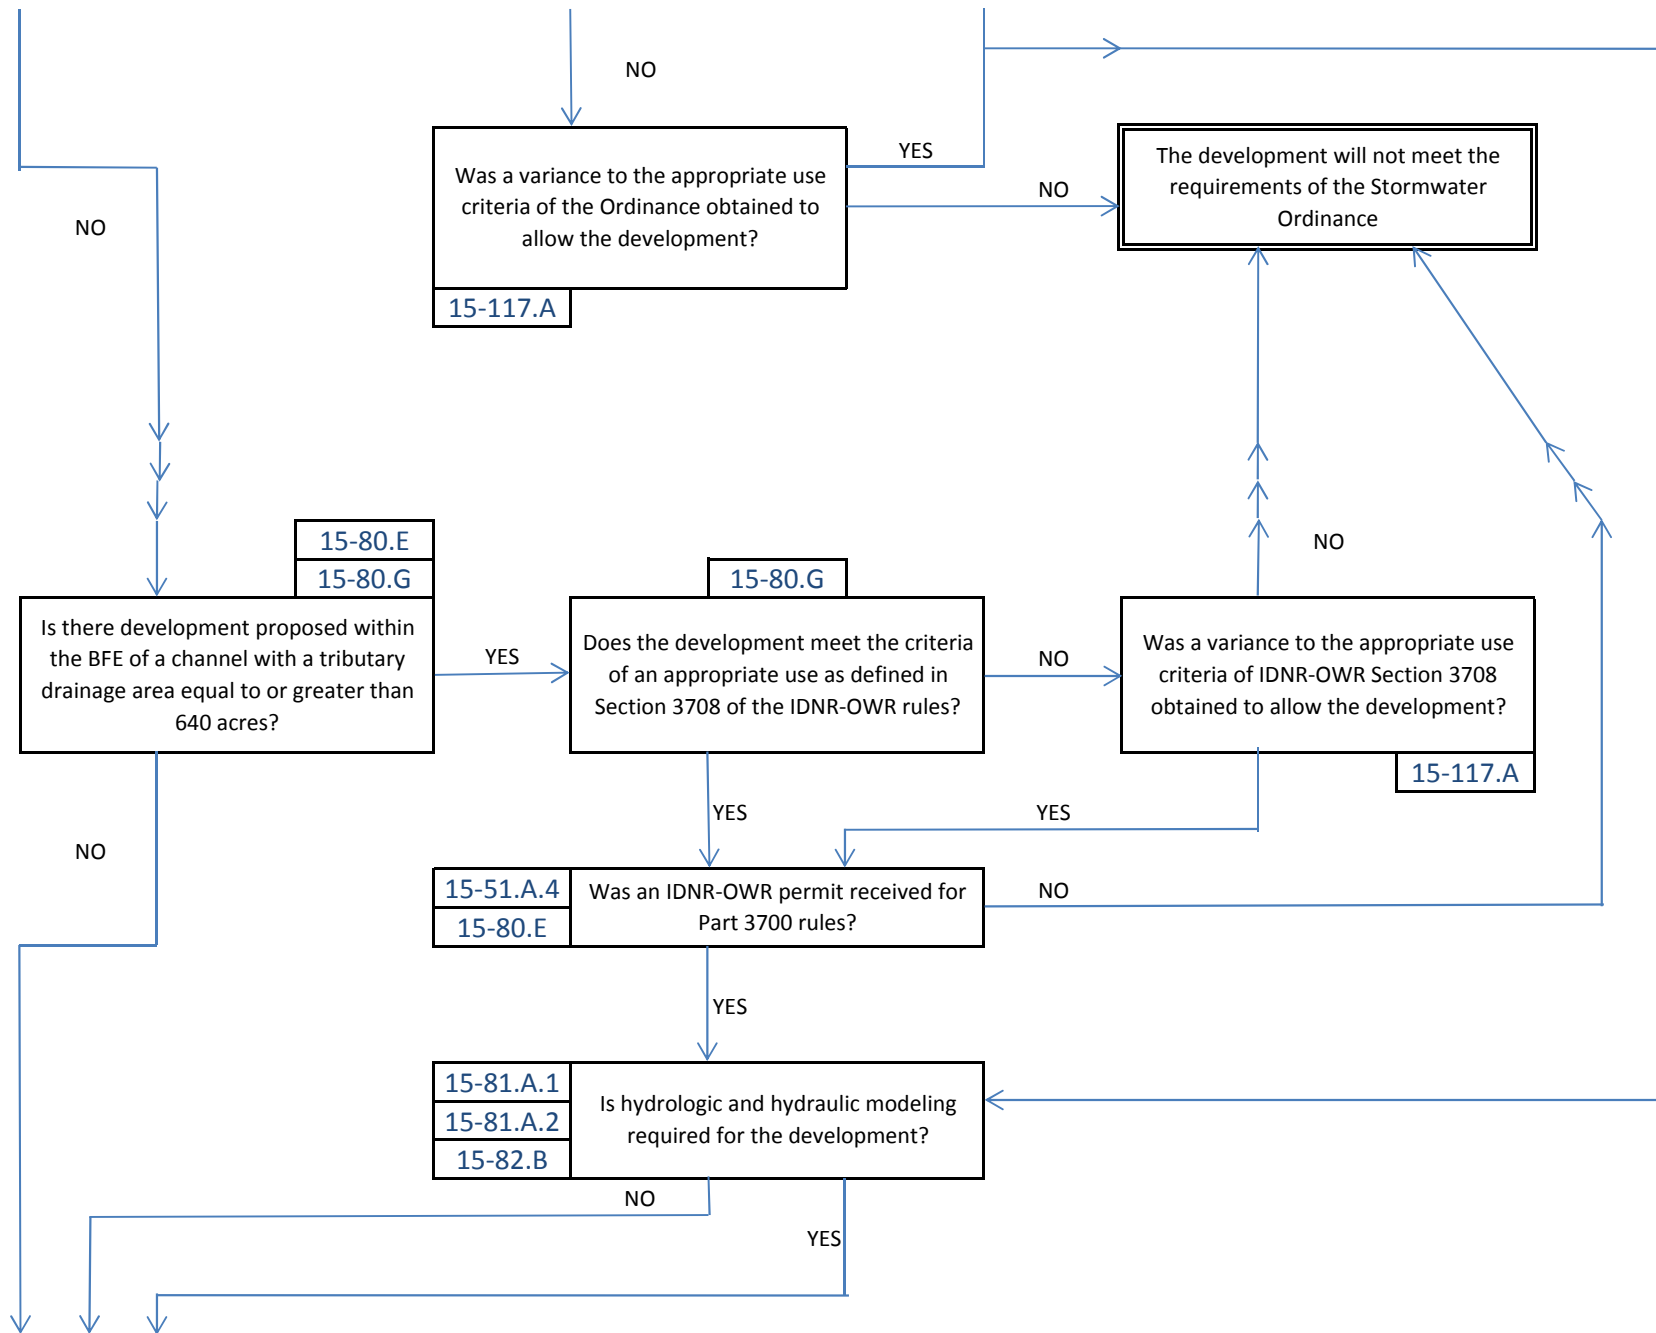 NO
YES
Was a variance to the appropriate use
criteria of the Ordinance obtained to
allow the development?
15-117.A
NO
The development will not meet the
requirements of the Stormwater
Ordinance
NO
15-80.E
15-80.G
Is there development proposed within
the BFE of a channel with a tributary
drainage area equal to or greater than
640 acres?
YES
15-80.G
Does the development meet the criteria
of an appropriate use as defined in
Section 3708 of the IDNR-OWR rules?
NO
NO
Was a variance to the appropriate use
criteria of IDNR-OWR Section 3708
obtained to allow the development?
15-117.A
YES
YES
NO
15-51.A.4
15-80.E
Was an IDNR-OWR permit received for
Part 3700 rules?
NO
YES
15-81.A.1
15-81.A.2
15-82.B
Is hydrologic and hydraulic modeling
required for the development?
NO
YES